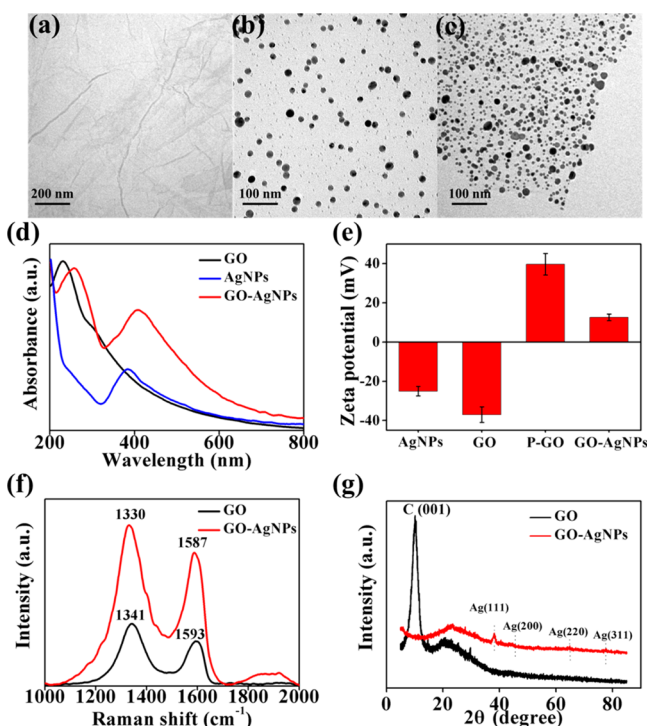 (a)
200 nm
(b)
100 nm
(c)
100 nm
(d)
GO
AgNPs
GO-AgNPs
Absorbance (a.u.)
200 400 600 800
Wavelength (nm)
(e)
Zeta potential (mV)
40
20
0
-20
-40
AgNPs GO P-GO GO-AgNPs
(f)
GO
GO-AgNPs
1330
1587
1341
1593
Intensity (a.u.)
1000 1200 1400 1600 1800 2000
Raman shift (cm-1)
(g)
C (001)
GO
GO-AgNPs
Ag(111)
Ag(200)
Ag(220)
Ag(311)
Intensity (a.u.)
0 20 40 60 80
2θ (degree)